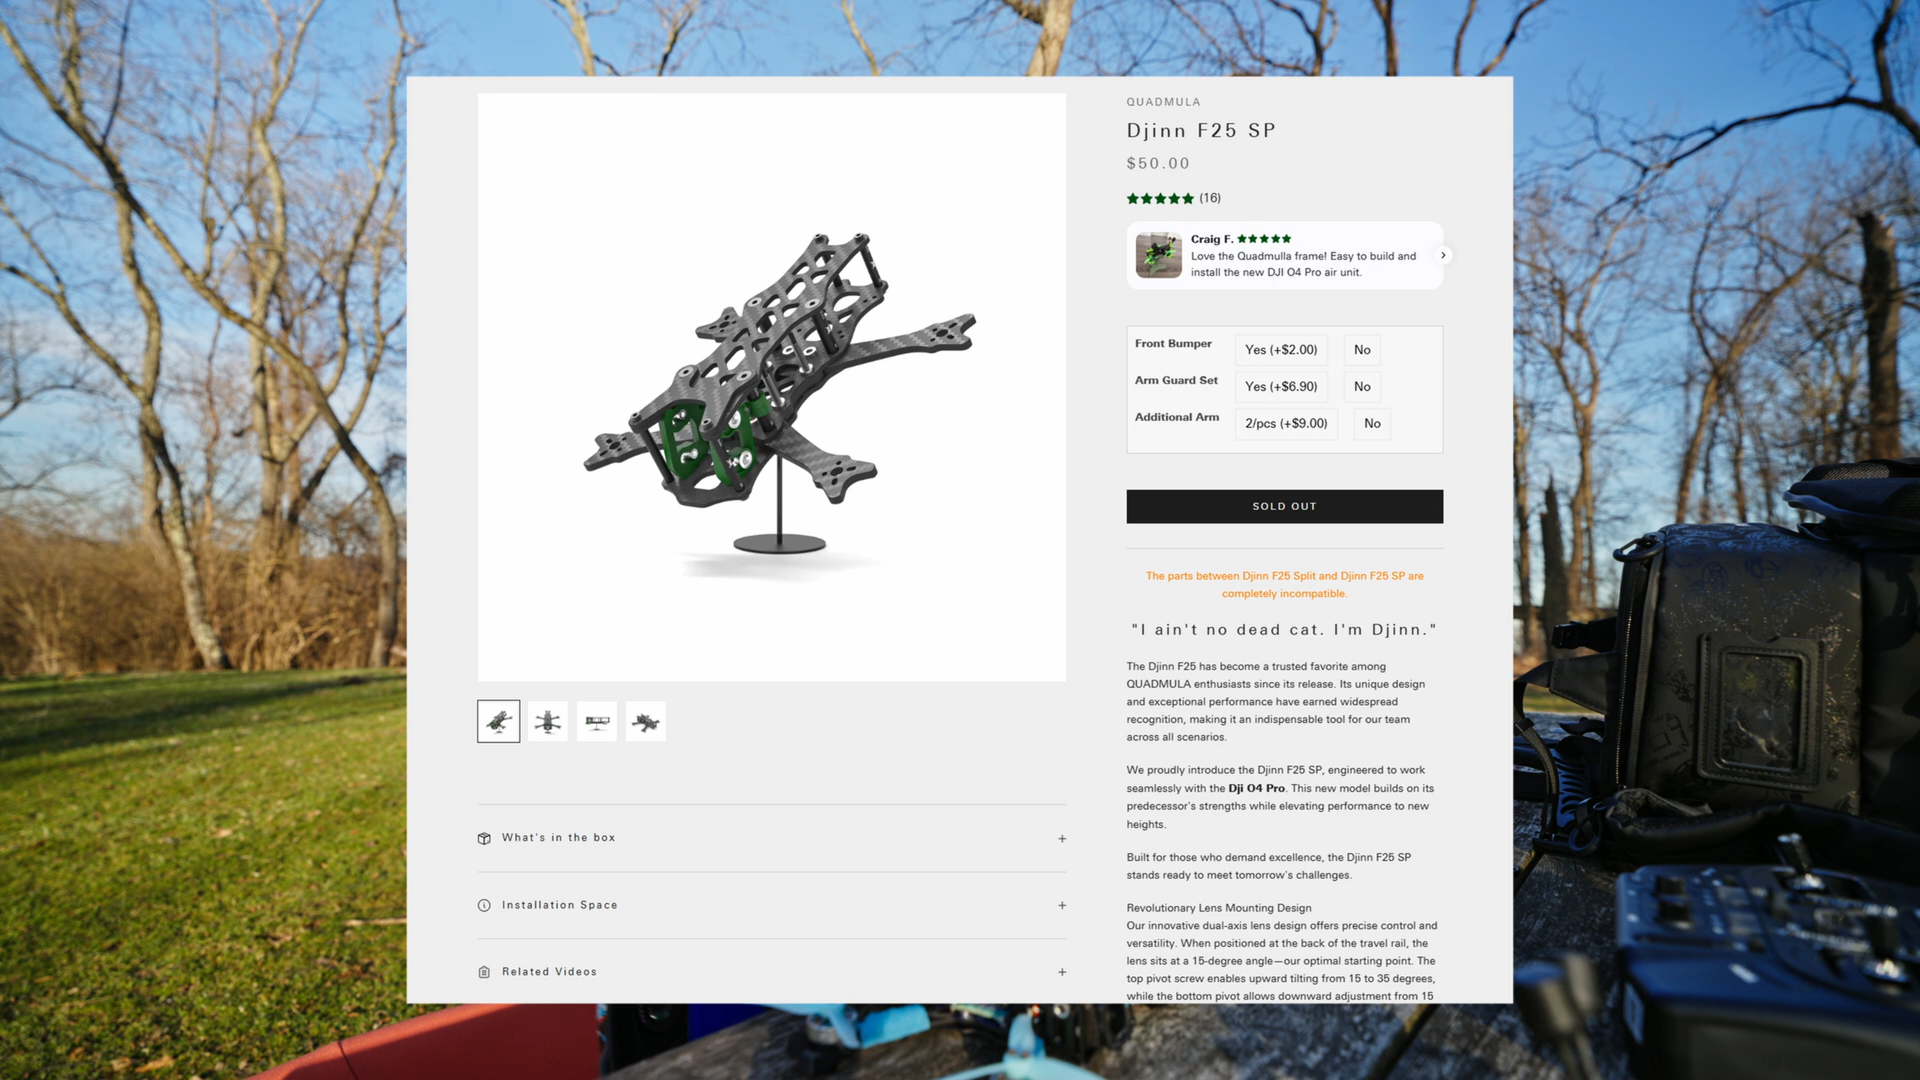 QUADMULA
Djinn F25 SP
$50.00
(16)
Craig F.
Love the Quadmulla frame! Easy to build and
install the new DJI O4 Pro air unit.
Front Bumper
Yes (+$2.00)
No
Arm Guard Set
Yes (+$6.90)
No
Additional Arm
2/pcs (+$9.00)
No
SOLD OUT
The parts between Djinn F25 Split and Djinn F25 SP are
completely incompatible.
"I ain't no dead cat. I'm Djinn."
The Djinn F25 has become a trusted favorite among
QUADMULA enthusiasts since its release. Its unique design
and exceptional performance have earned widespread
recognition, making it an indispensable tool for our team
across all scenarios.
We proudly introduce the Djinn F25 SP, engineered to work
seamlessly with the Dji O4 Pro. This new model builds on its
predecessor's strengths while elevating performance to new
heights.
Built for those who demand excellence, the Djinn F25 SP
stands ready to meet tomorrow's challenges.
Revolutionary Lens Mounting Design
Our innovative dual-axis lens design offers precise control and
versatility. When positioned at the back of the travel rail, the
lens sits at a 15-degree angle—our optimal starting point. The
top pivot screw enables upward tilting from 15 to 35 degrees,
while the bottom pivot allows downward adjustment from 15
What's in the box
Installation Space
Related Videos